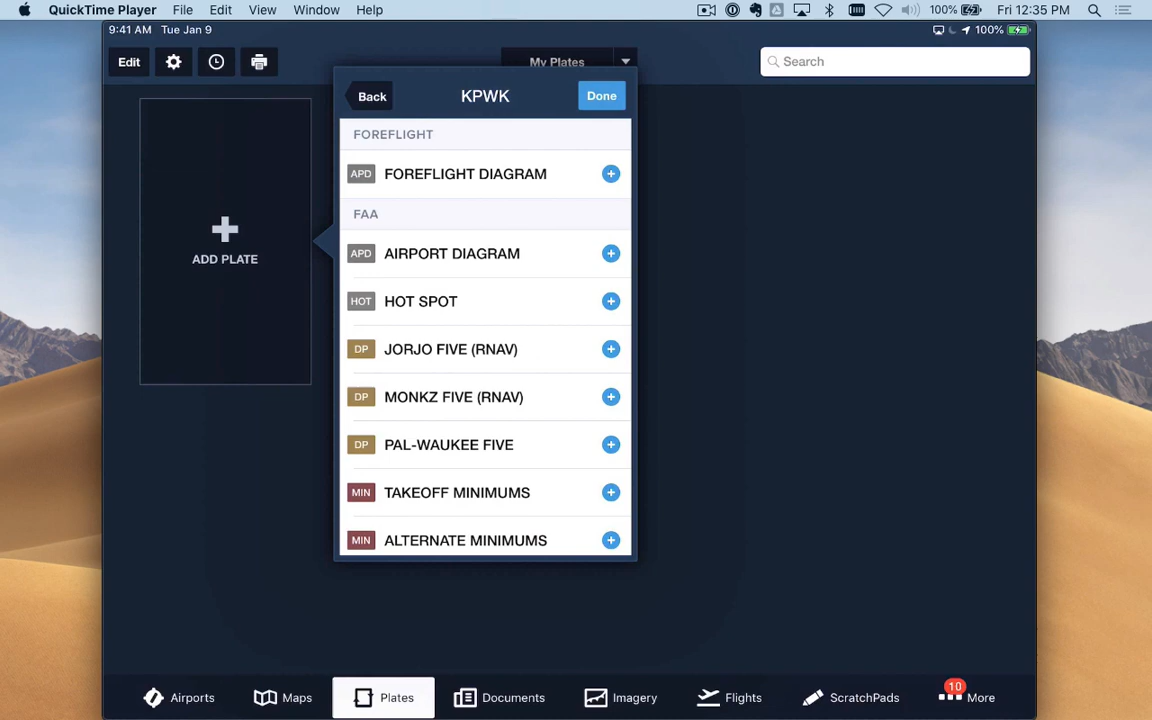 QuickTime Player File Edit View Window Help 100% Fri 12:35 PM
9:41 AM Tue Jan 9 100%
Edit My Plates Search
Back KPWK Done
FOREFLIGHT
APD FOREFLIGHT DIAGRAM
FAA
APD AIRPORT DIAGRAM
HOT HOT SPOT
DP JORJO FIVE (RNAV)
DP MONKZ FIVE (RNAV)
DP PAL-WAUKEE FIVE
MIN TAKEOFF MINIMUMS
MIN ALTERNATE MINIMUMS
ADD PLATE
Airports Maps Plates Documents Imagery Flights ScratchPads 10 More